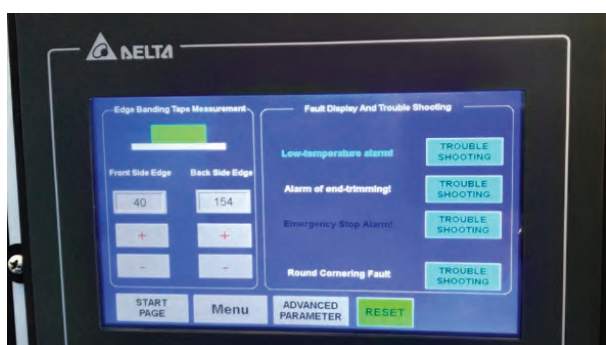 DELTA
Edge Banding Tape Measurement
Fault Display And Trouble Shooting
Low-temperature alarm!
TROUBLE
SHOOTING
Front Side Edge
Back Side Edge
Alarm of end-trimming!
TROUBLE
SHOOTING
40
154
Emergency Stop Alarm!
TROUBLE
SHOOTING
+
+
-
-
Round Cornering Fault
TROUBLE
SHOOTING
START
PAGE
Menu
ADVANCED
PARAMETER
RESET